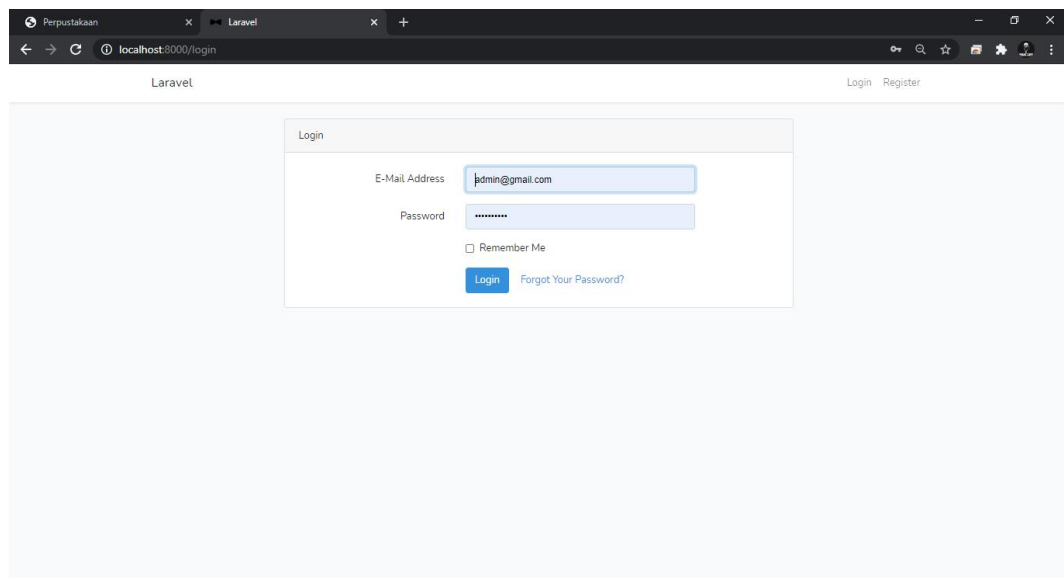 Perpustakaan
Laravel
localhost:8000/login
Laravel
Login Register
Login
E-Mail Address
admin@gmail.com
Password
••••••••••
Remember Me
Login
Forgot Your Password?